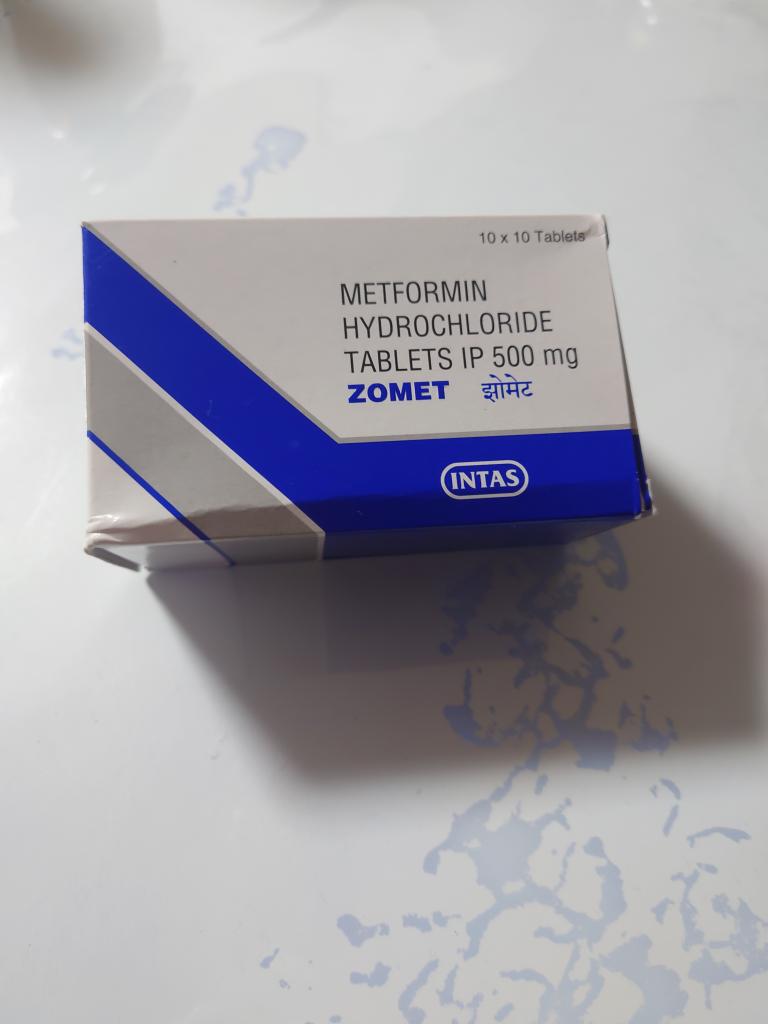 10 x 10 Tablets
METFORMIN
HYDROCHLORIDE
TABLETS IP 500 mg
ZOMET झोमेट
INTAS